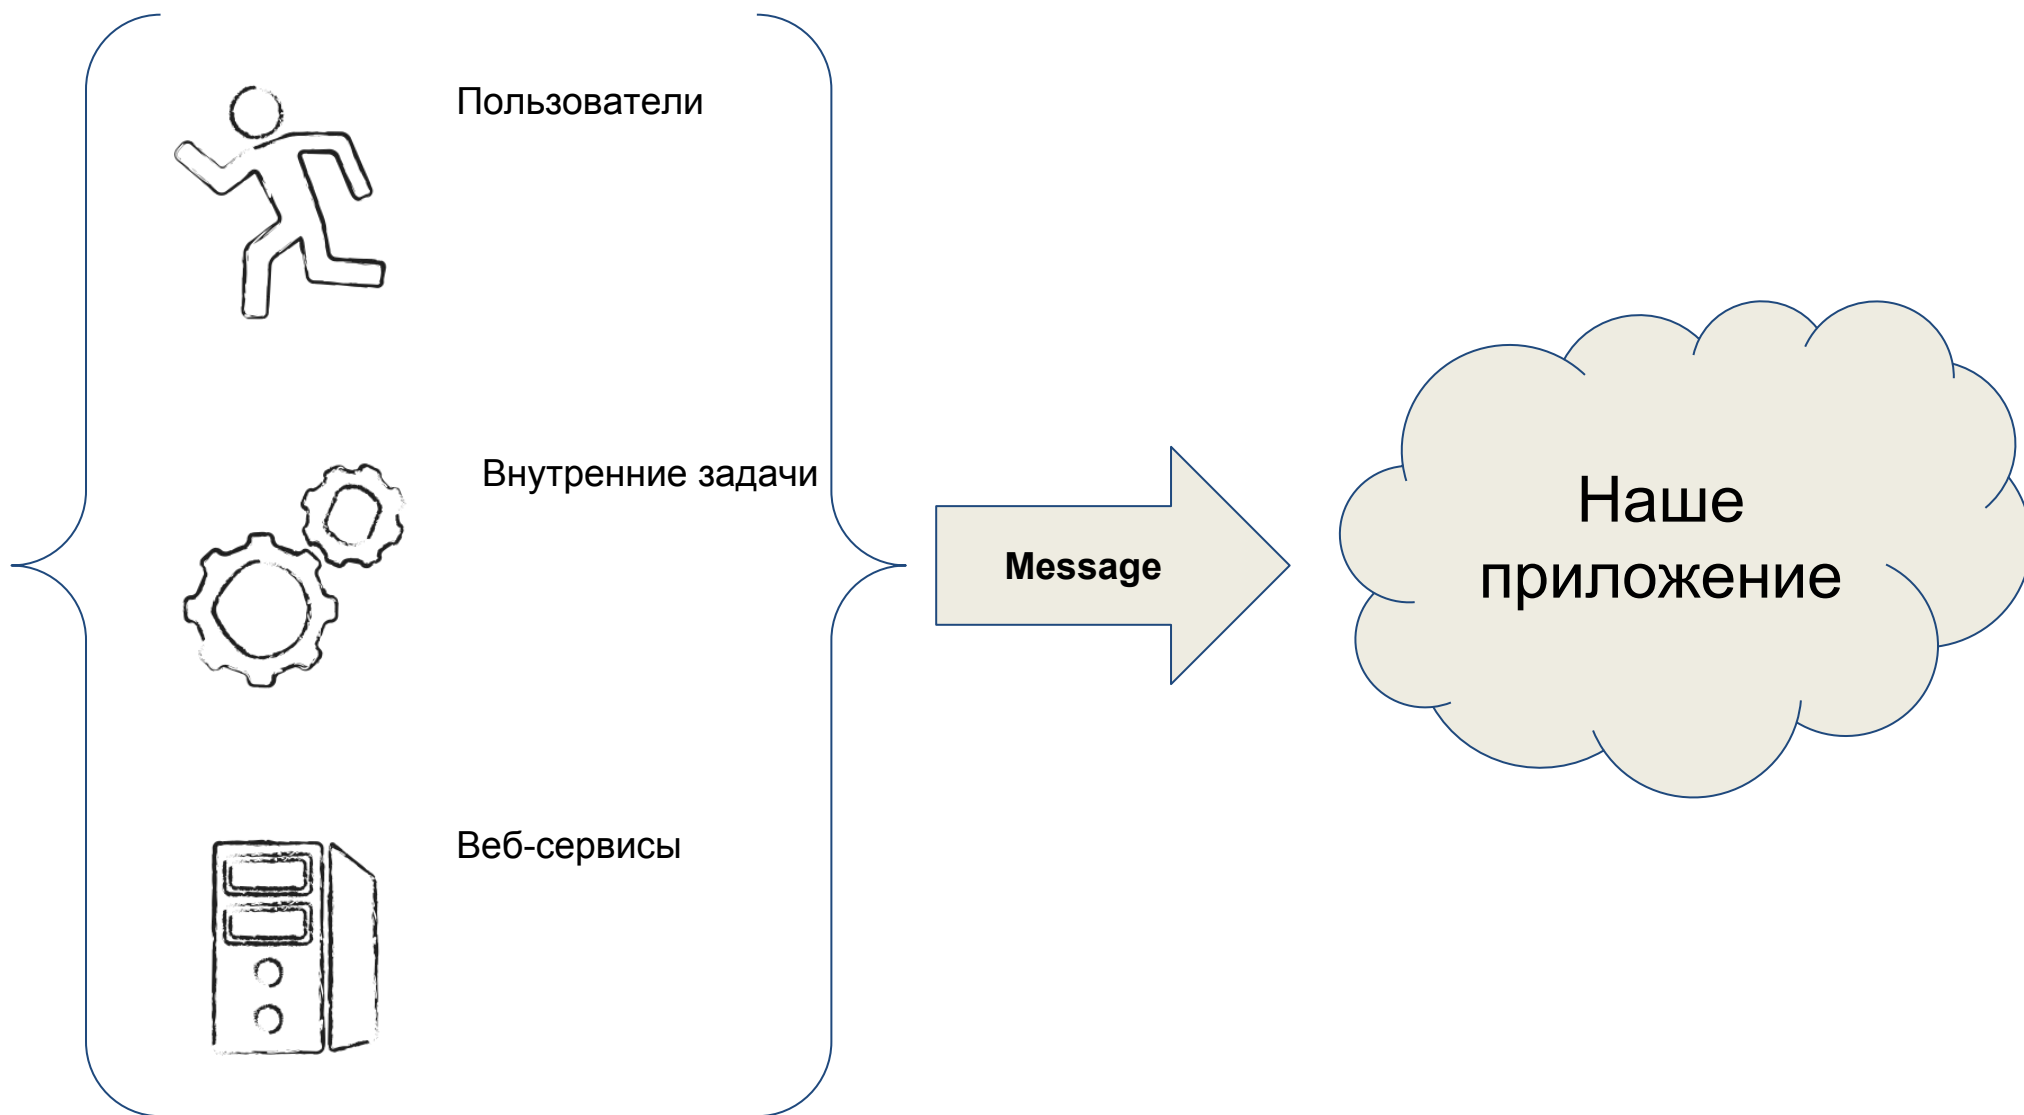 Пользователи
Внутренние задачи
Веб-сервисы
Message
Наше
приложение